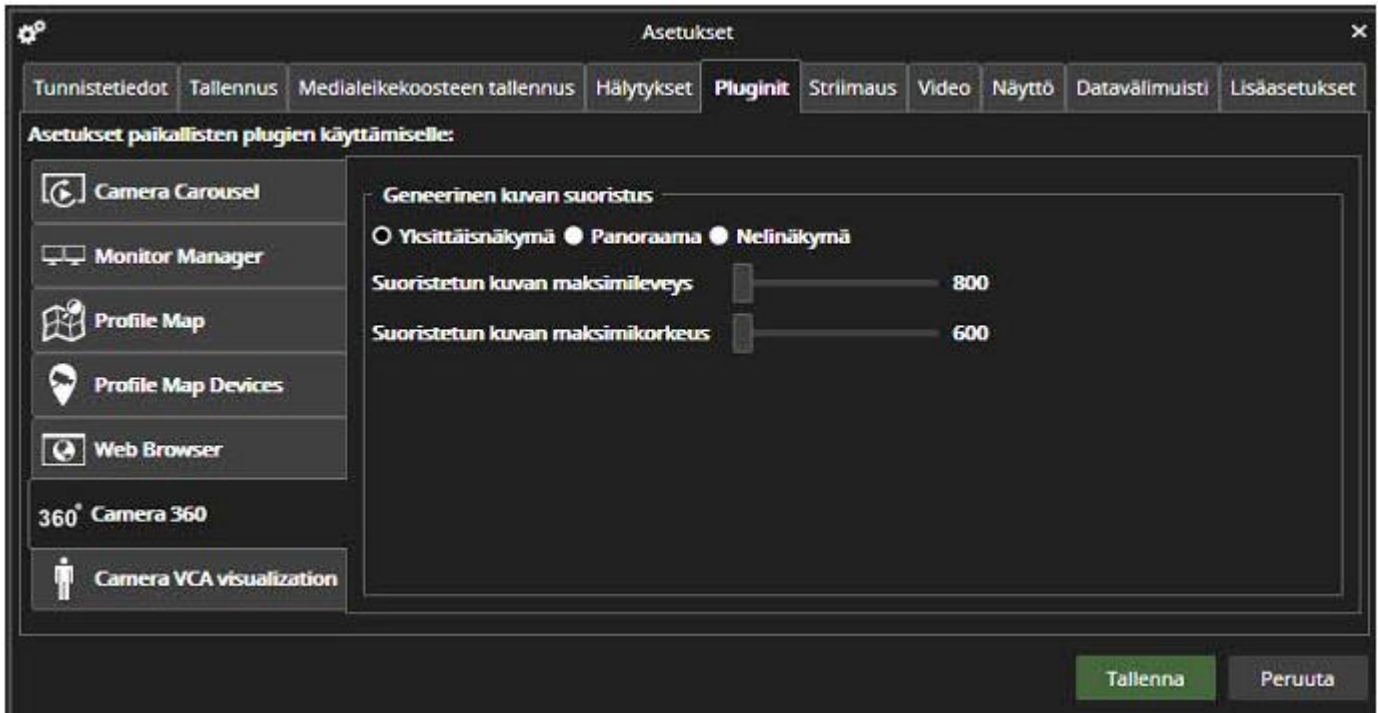 Asetukset
Tunnistetiedot Tallennus Medialeikekoosteen tallennus Hälytykset Pluginit Striimaus Video Näyttö Datavälimuisti Lisäasetukset
Asetukset paikallisten plugien käyttämiselle:
Camera Carousel
Monitor Manager
Profile Map
Profile Map Devices
Web Browser
360° Camera 360
Camera VCA visualization
Geneerinen kuvan suoristus
Yksittäisnäkymä Panoraama Nelinäkymä
Suoristetun kuvan maksimileveys 800
Suoristetun kuvan maksimikorkeus 600
Tallenna Peruuta